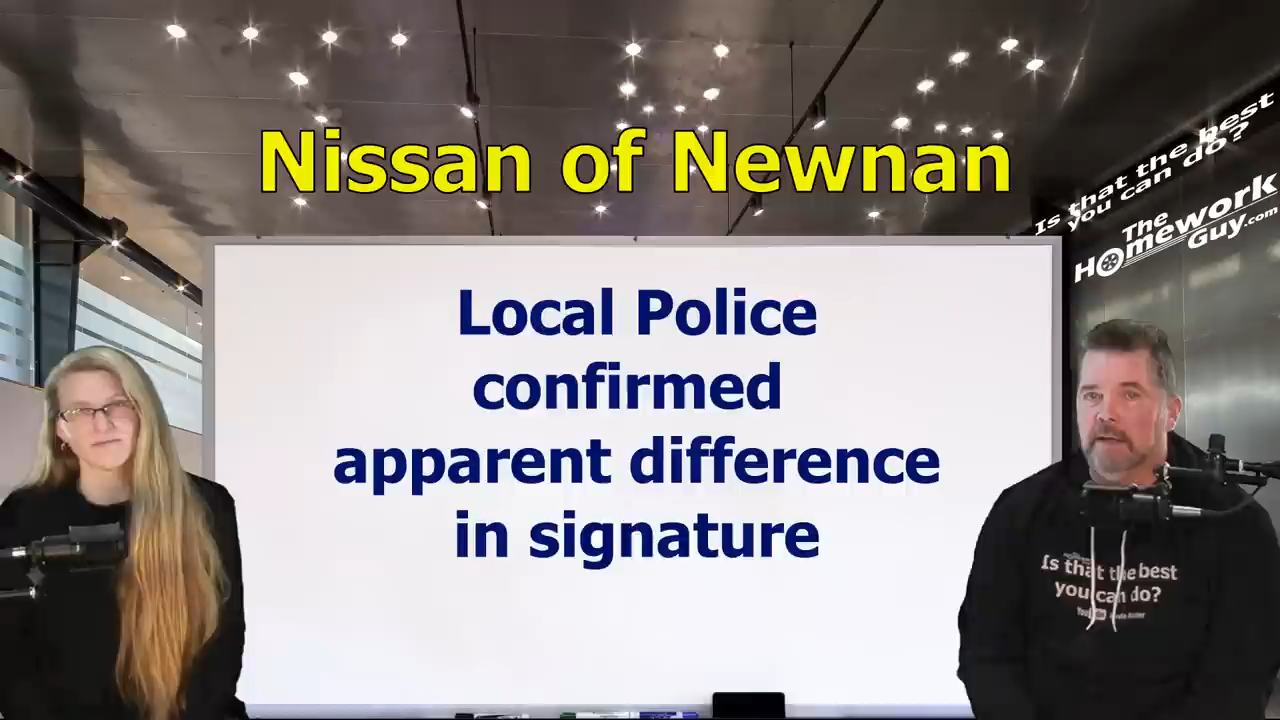 Nissan of Newnan
Is that the best
you can do?
The
Homework
Guy.com
Local Police
confirmed
apparent difference
in signature
Is that the best
you can do?